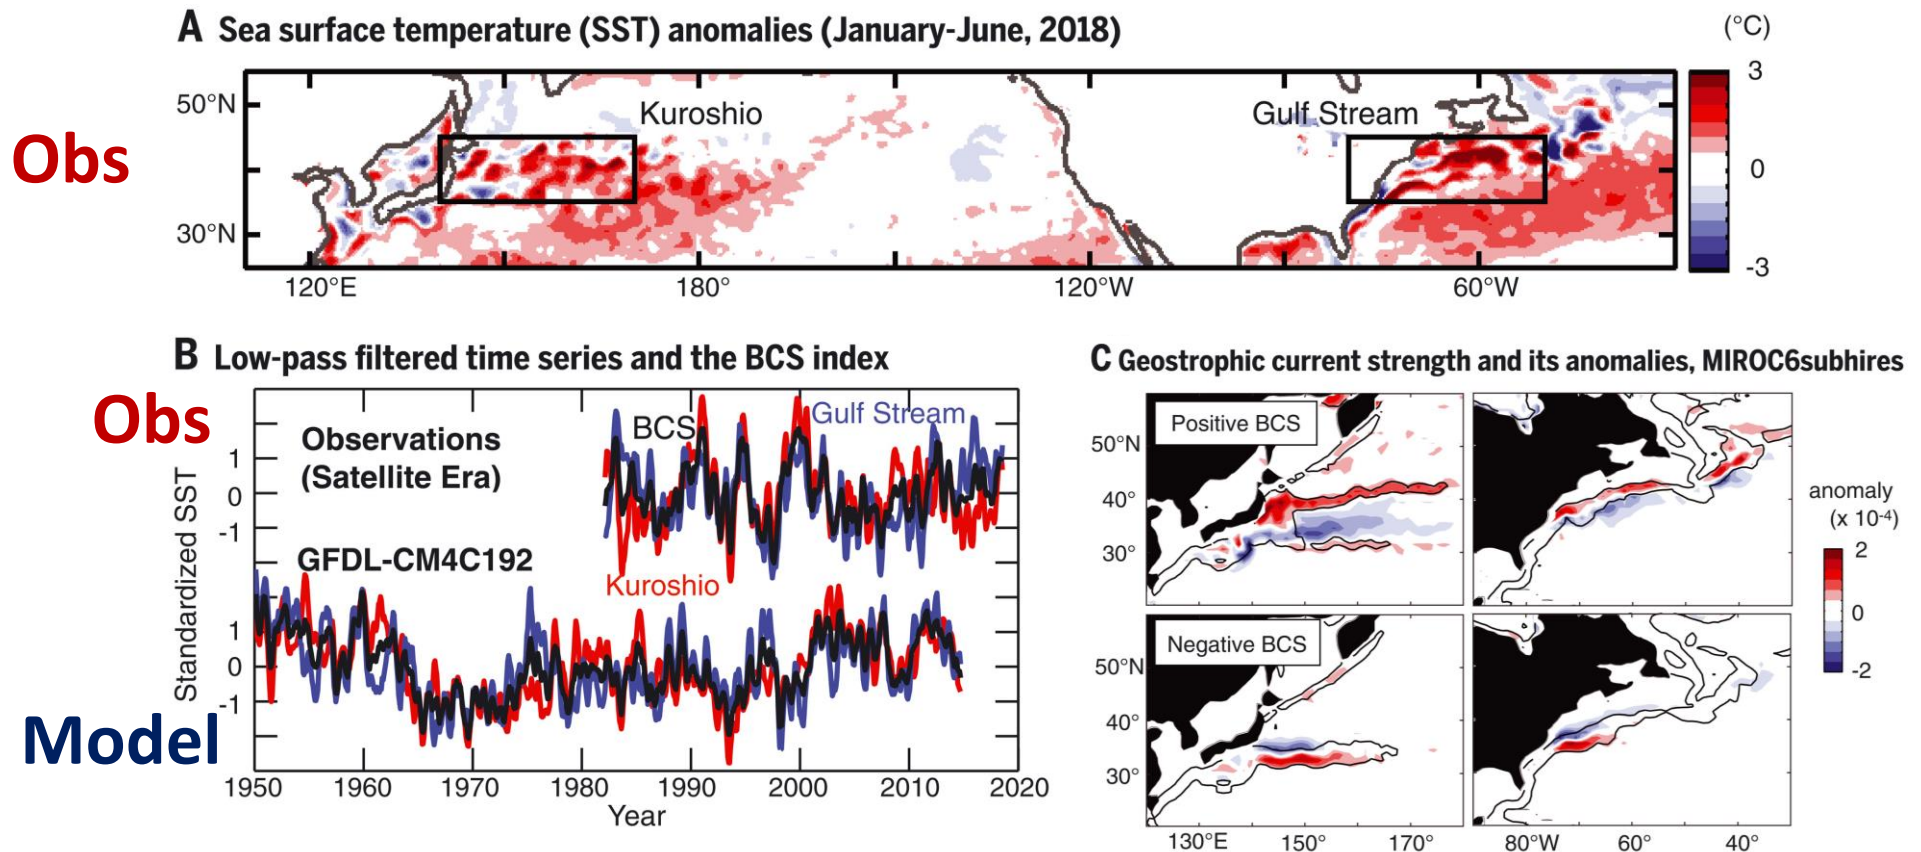 A Sea surface temperature (SST) anomalies (January-June, 2018)
(°C)
Obs
50°N
30°N
Kuroshio
Gulf Stream
3
0
-3
120°E
180°
120°W
60°W
B Low-pass filtered time series and the BCS index
Obs
Model
Standardized SST
1
0
-1
1
0
-1
Observations
(Satellite Era)
BCS
Gulf Stream
GFDL-CM4C192
Kuroshio
1950
1960
1970
1980
1990
2000
2010
2020
Year
C Geostrophic current strength and its anomalies, MIROC6subhires
Positive BCS
50°N
40°
30°
Negative BCS
50°N
40°
30°
130°E
150°
170°
80°W
60°
40°
anomaly
(x 10-4)
2
0
-2